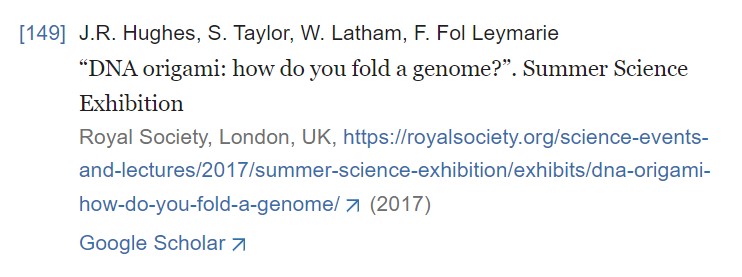 [149] J.R. Hughes, S. Taylor, W. Latham, F. Fol Leymarie
“DNA origami: how do you fold a genome?”. Summer Science
Exhibition
Royal Society, London, UK, https://royalsociety.org/science-events-
and-lectures/2017/summer-science-exhibition/exhibits/dna-origami-
how-do-you-fold-a-genome/ (2017)
Google Scholar